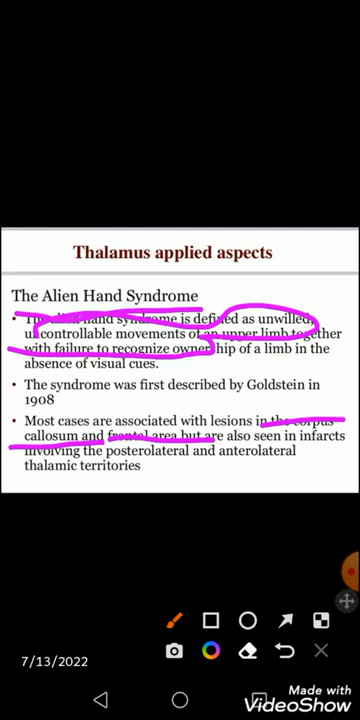 Thalamus applied aspects
The Alien Hand Syndrome
• The alien hand syndrome is defined as unwilled,
uncontrollable movements of an upper limb together
with failure to recognize ownership of a limb in the
absence of visual cues.
• The syndrome was first described by Goldstein in
1908
• Most cases are associated with lesions in the corpus
callosum and frontal area but are also seen in infarcts
involving the posterolateral and anterolateral
thalamic territories
7/13/2022
Made with
VideoShow